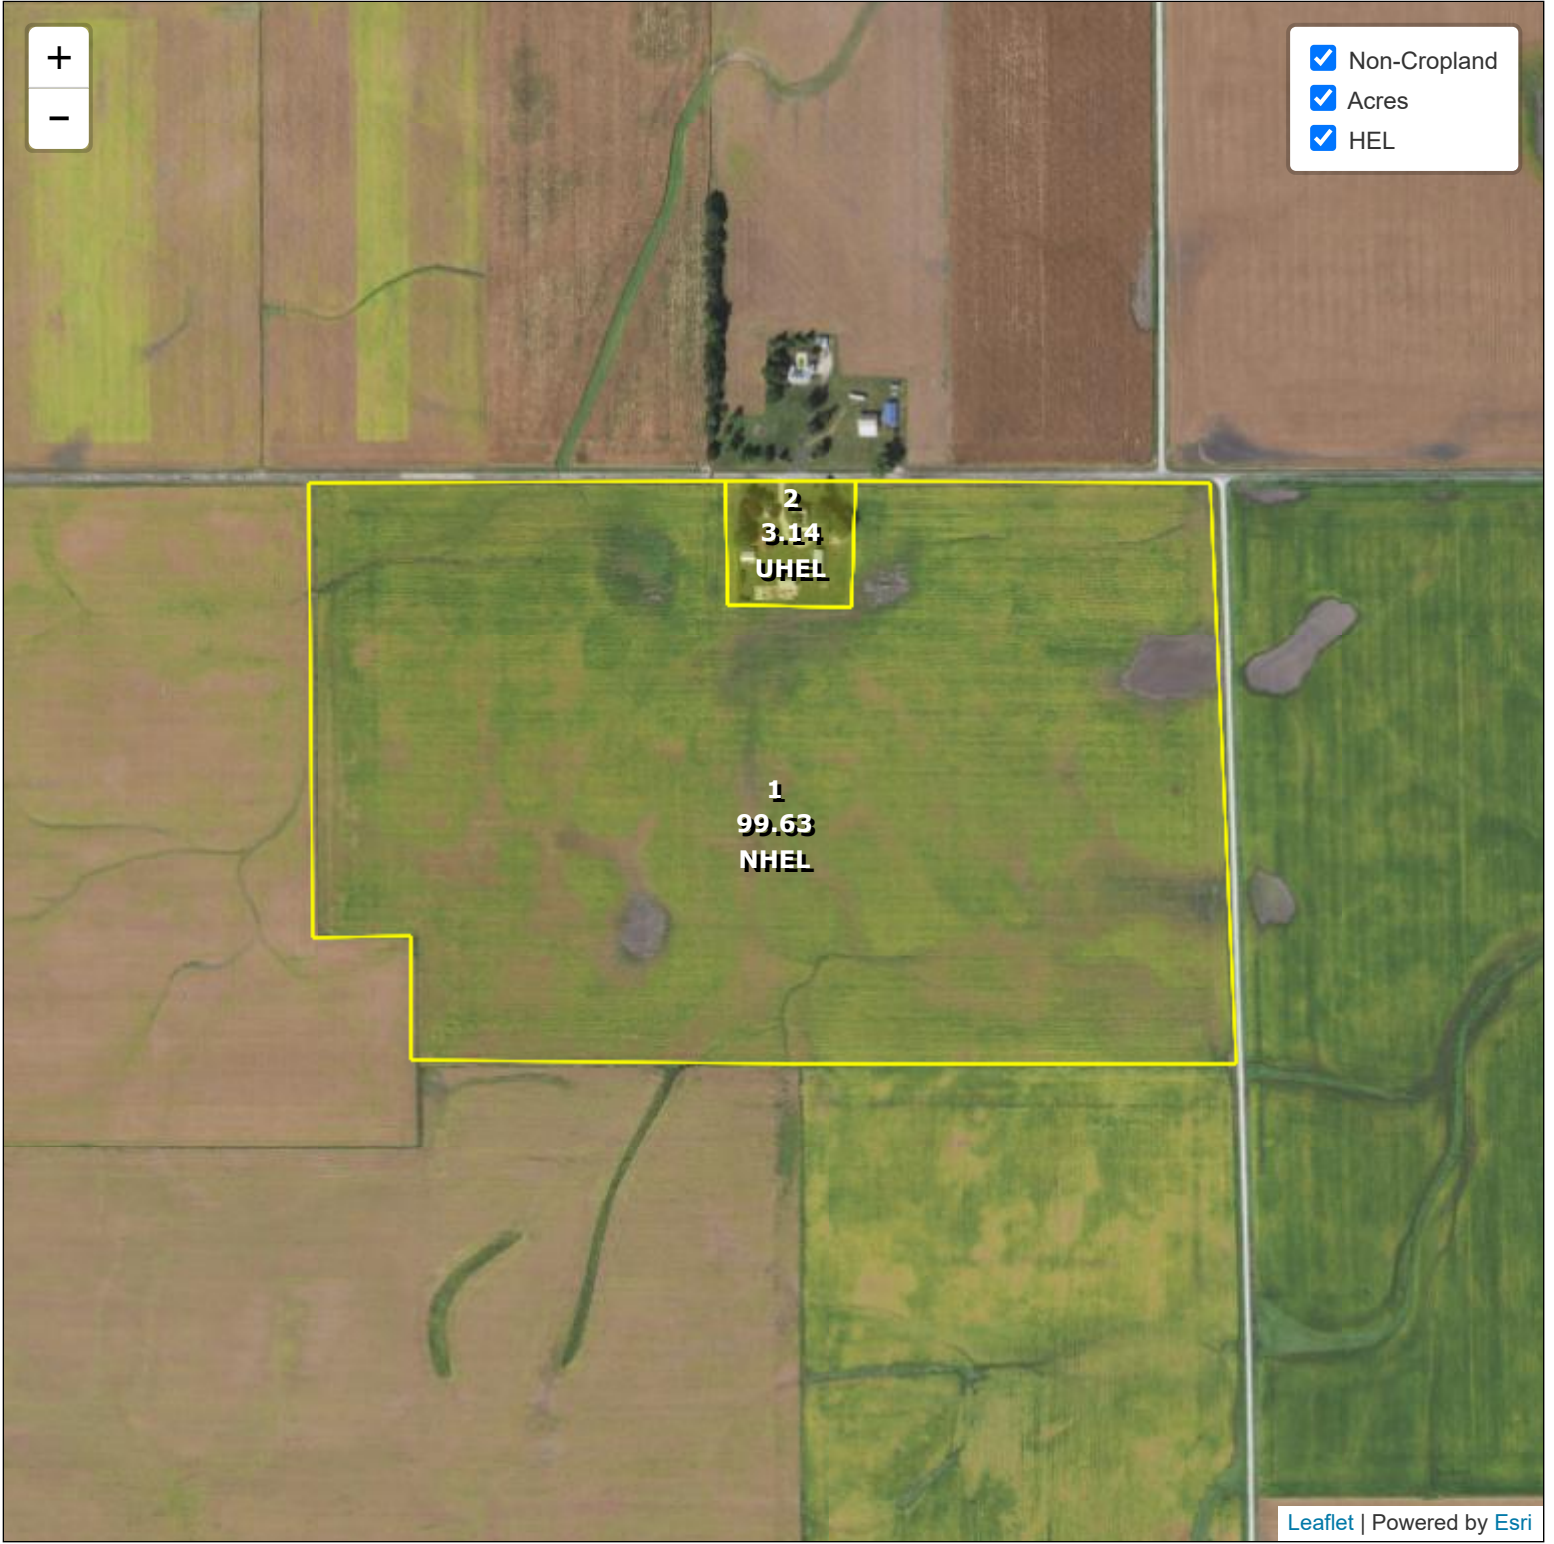 +
−
Non-Cropland
Acres
HEL
2
3.14
UHEL
1
99.63
NHEL
Leaflet | Powered by Esri